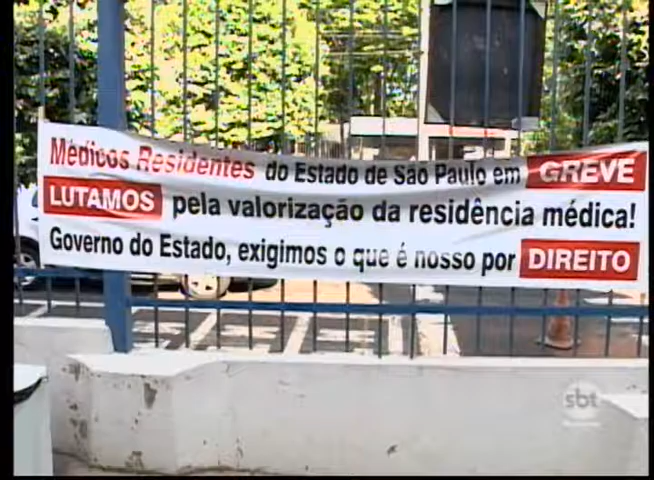 Médicos Residentes do Estado de São Paulo em GREVE
LUTAMOS pela valorização da residência médica!
Governo do Estado, exigimos o que é nosso por DIREITO
sbt